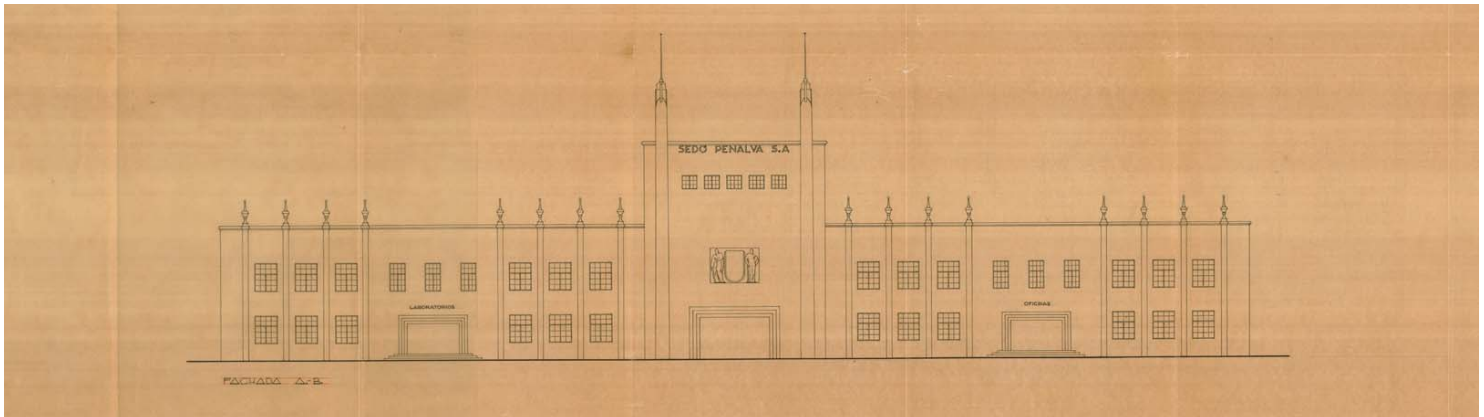 SEDÓ PENALVA S.A
LABORATORIOS
OFICINAS
FACHADA A-B